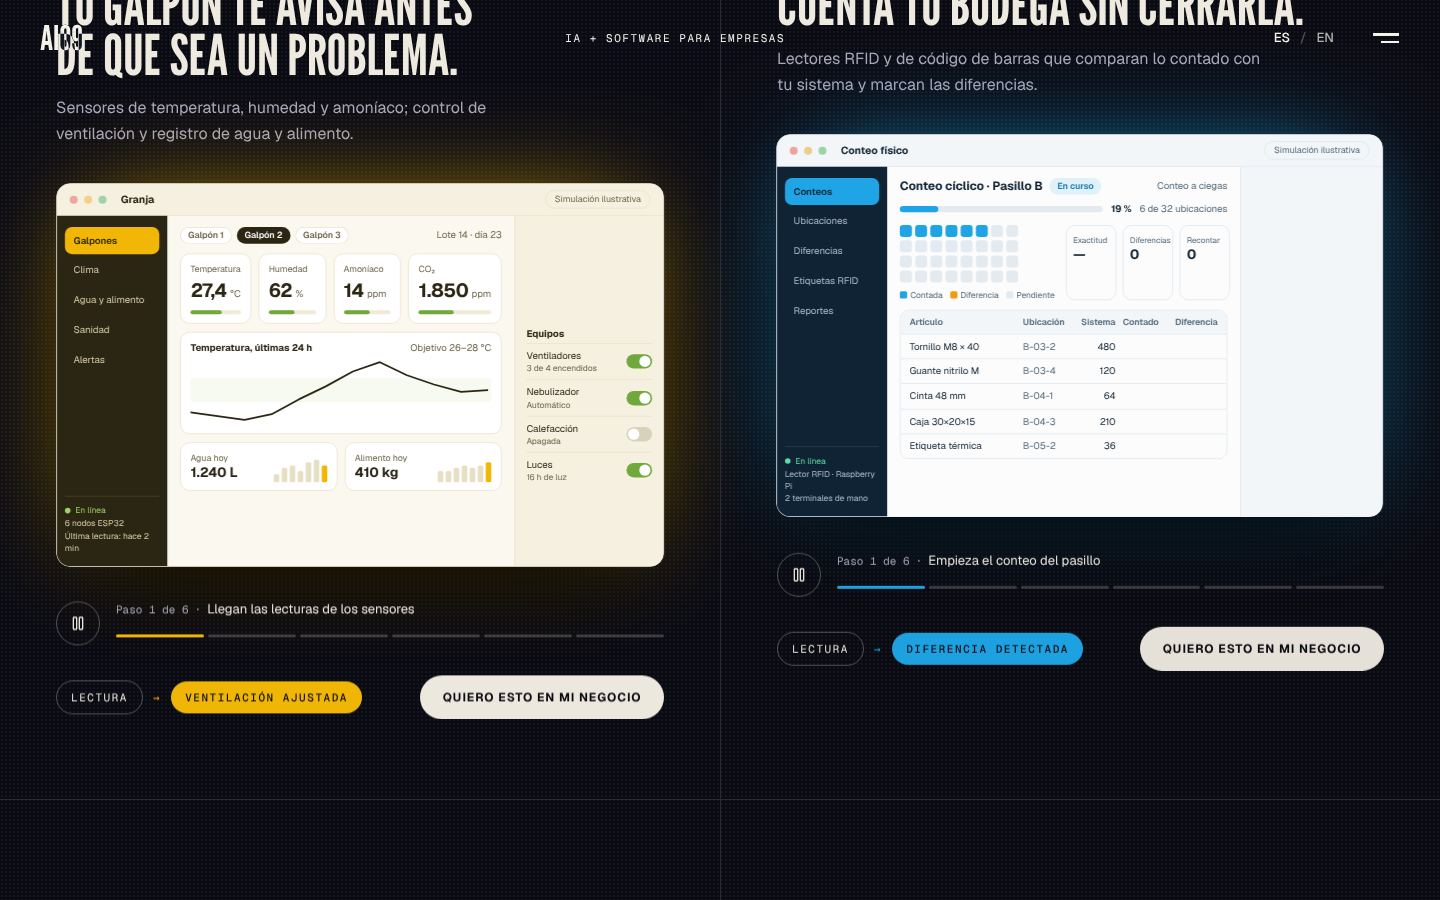 TU GALPÓN TE AVISA ANTES
DE QUE SEA UN PROBLEMA.
IA + SOFTWARE PARA EMPRESAS
ES / EN
Sensores de temperatura, humedad y amoníaco; control de
ventilación y registro de agua y alimento.
Granja
Simulación ilustrativa
Galpones
Clima
Agua y alimento
Sanidad
Alertas
En línea
6 nodos ESP32
Última lectura: hace 2
min
Galpón 1
Galpón 2
Galpón 3
Lote 14 · día 23
Temperatura
27,4 °C
Humedad
62 %
Amoníaco
14 ppm
CO₂
1.850 ppm
Temperatura, últimas 24 h
Objetivo 26–28 °C
Agua hoy
1.240 L
Alimento hoy
410 kg
Equipos
Ventiladores
3 de 4 encendidos
Nebulizador
Automático
Calefacción
Apagada
Luces
16 h de luz
Paso 1 de 6 · Llegan las lecturas de los sensores
LECTURA → VENTILACIÓN AJUSTADA
QUIERO ESTO EN MI NEGOCIO
CUENTA TU BODEGA SIN CERRARLA.
Lectores RFID y de código de barras que comparan lo contado con
tu sistema y marcan las diferencias.
Conteo físico
Simulación ilustrativa
Conteos
Ubicaciones
Diferencias
Etiquetas RFID
Reportes
En línea
Lector RFID · Raspberry
Pi
2 terminales de mano
Conteo cíclico · Pasillo B
En curso
Conteo a ciegas
19 % 6 de 32 ubicaciones
Contada
Diferencia
Pendiente
Exactitud
—
Diferencias
0
Recontar
0
Artículo Ubicación Sistema Contado Diferencia
Tornillo M8 × 40 B-03-2 480
Guante nitrilo M B-03-4 120
Cinta 48 mm B-04-1 64
Caja 30×20×15 B-04-3 210
Etiqueta térmica B-05-2 36
Paso 1 de 6 · Empieza el conteo del pasillo
LECTURA → DIFERENCIA DETECTADA
QUIERO ESTO EN MI NEGOCIO